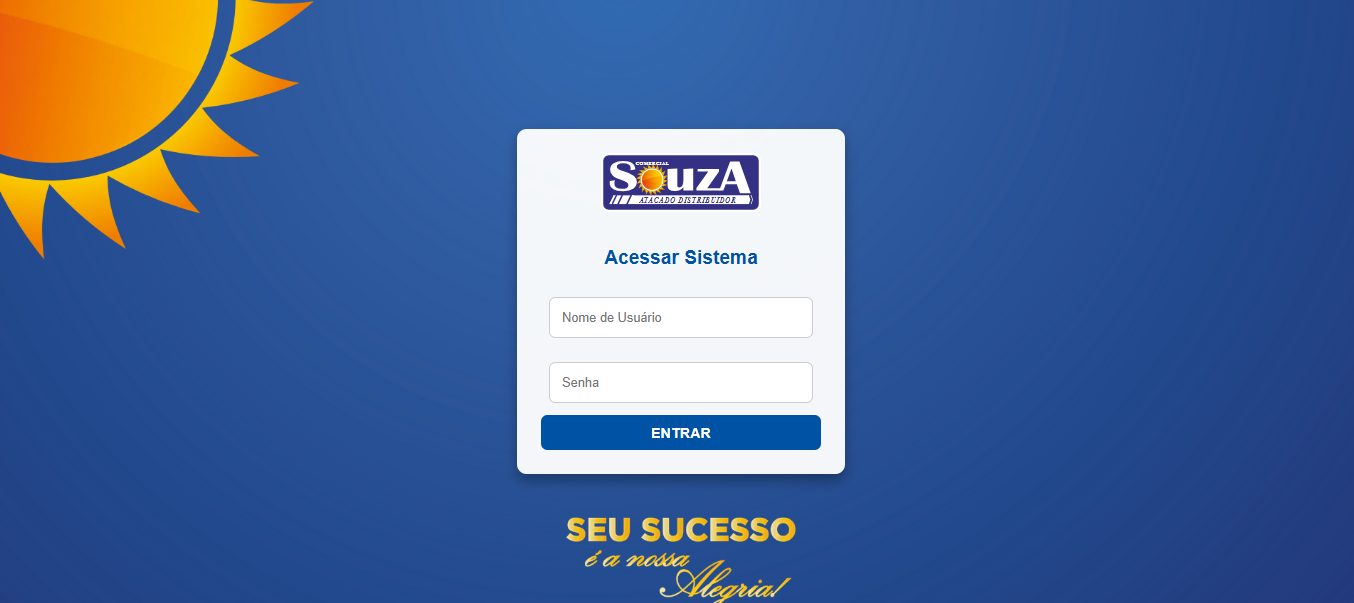 COMERCIAL
SouzA
ATACADO DISTRIBUIDOR
Acessar Sistema
Nome de Usuário
Senha
ENTRAR
SEU SUCESSO
é a nossa
Alegria!